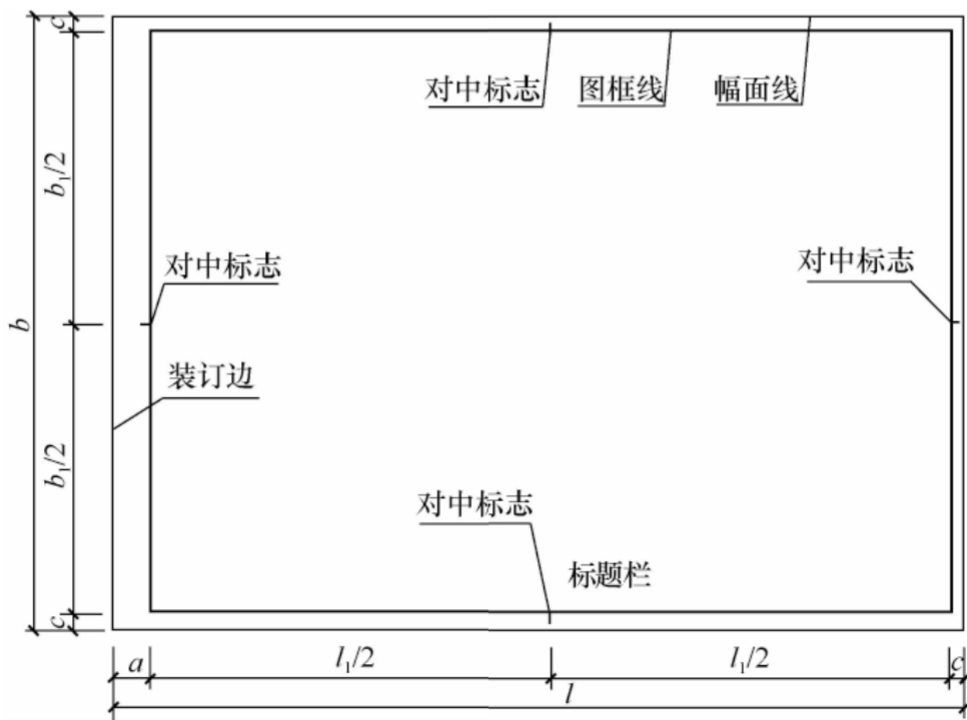 c
对中标志
图框线
幅面线
b₁/2
对中标志
对中标志
b
装订边
b₁/2
对中标志
标题栏
c
a
l₁/2
l₁/2
c
l